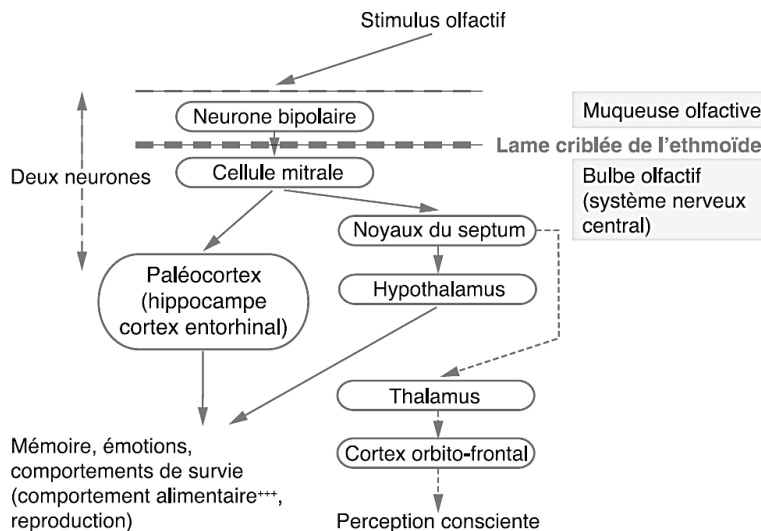 Stimulus olfactif
Neurone bipolaire
Muqueuse olfactive
Lame criblée de l'ethmoïde
Deux neurones
Cellule mitrale
Bulbe olfactif
(système nerveux
central)
Noyaux du septum
Paléocortex
(hippocampe
cortex entorhinal)
Hypothalamus
Thalamus
Mémoire, émotions,
comportements de survie
(comportement alimentaire+++,
reproduction)
Cortex orbito-frontal
Perception consciente